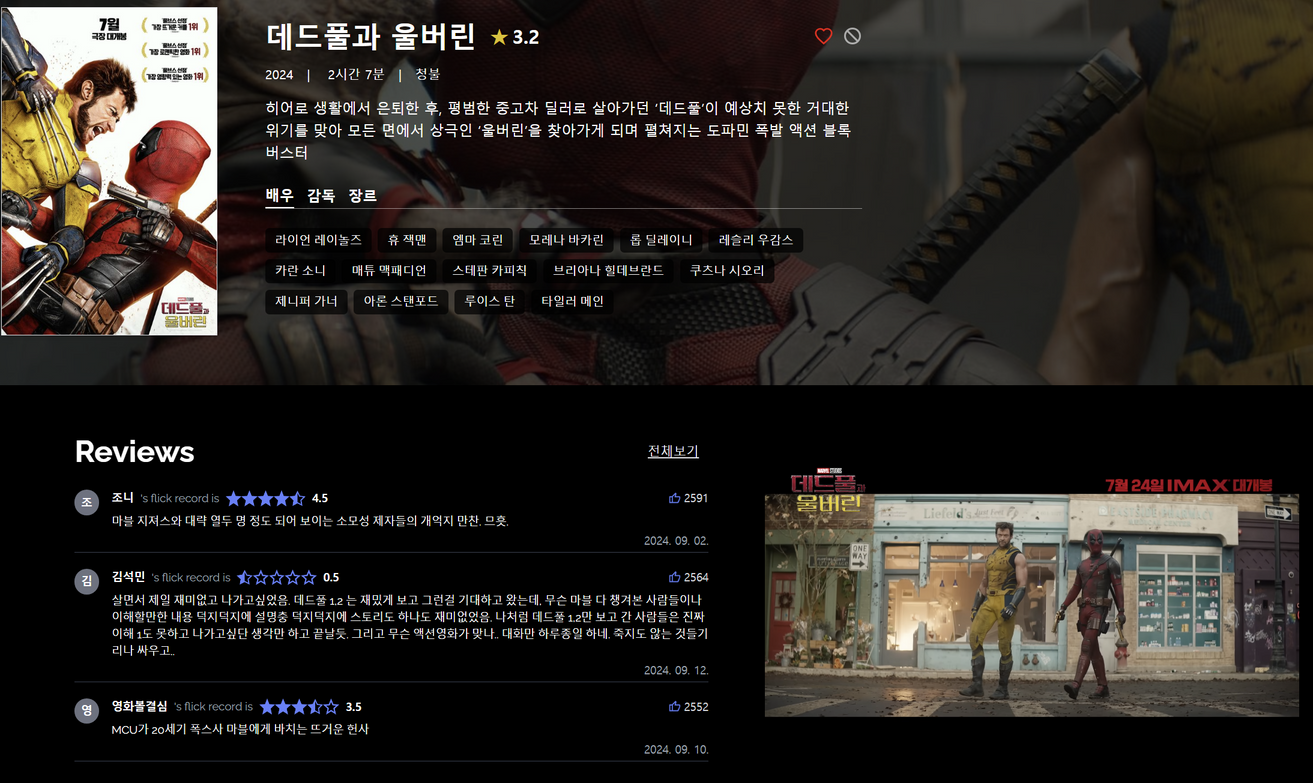 7월
극장 대개봉
1위
1위
1위
데드풀과
울버린
데드풀과 울버린 3.2
2024 | 2시간 7분 | 청불
히어로 생활에서 은퇴한 후, 평범한 중고차 딜러로 살아가던 '데드풀'이 예상치 못한 거대한
위기를 맞아 모든 면에서 상극인 '울버린'을 찾아가게 되며 펼쳐지는 도파민 폭발 액션 블록
버스터
배우 감독 장르
라이언 레이놀즈 휴 잭맨 엠마 코린 모레나 바카린 롭 딜레이니 레슬리 우감스
카란 소니 매튜 맥패디언 스테판 카피칙 브리아나 힐데브란드 쿠츠나 시오리
제니퍼 가너 아론 스탠포드 루이스 탄 타일러 메인
Reviews 전체보기
조 조니 's flick record is 4.5 2591
마블 지저스와 대략 열두 명 정도 되어 보이는 소모성 제자들의 개억지 만찬. 므흣.
2024. 09. 02.
김 김석민 's flick record is 0.5 2564
살면서 제일 재미없고 나가고싶었음. 데드풀 1,2 는 재밌게 보고 그런걸 기대하고 왔는데, 무슨 마블 다 챙겨본 사람들이나
이해할만한 내용 덕지덕지에 설명충 덕지덕지에 스토리도 하나도 재미없었음. 나처럼 데드풀 1,2만 보고 간 사람들은 진짜
이해 1도 못하고 나가고싶단 생각만 하고 끝날듯. 그리고 무슨 액션영화가 맞나.. 대화만 하루종일 하네. 죽지도 않는 것들기
리나 싸우고..
2024. 09. 12.
영 영화볼결심 's flick record is 3.5 2552
MCU가 20세기 폭스사 마블에게 바치는 뜨거운 헌사
2024. 09. 10.
MARVEL STUDIOS
데드풀과
울버린
7월 24일 IMAX 대개봉
Liefeld's
ONE
WAY